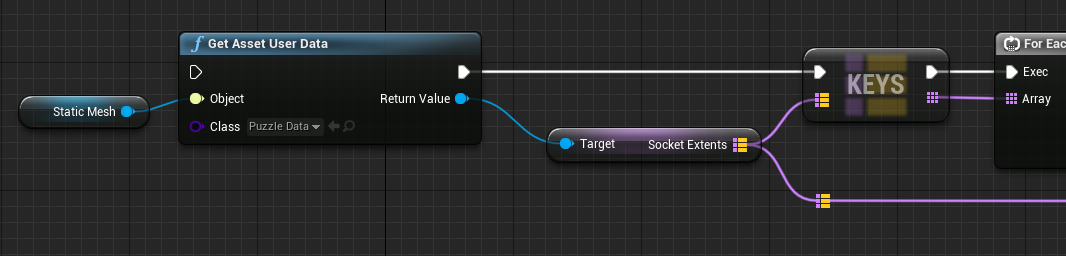 Get Asset User Data
Static Mesh
Object
Return Value
Class
Puzzle Data
Target
Socket Extents
KEYS
For Eac
Exec
Array